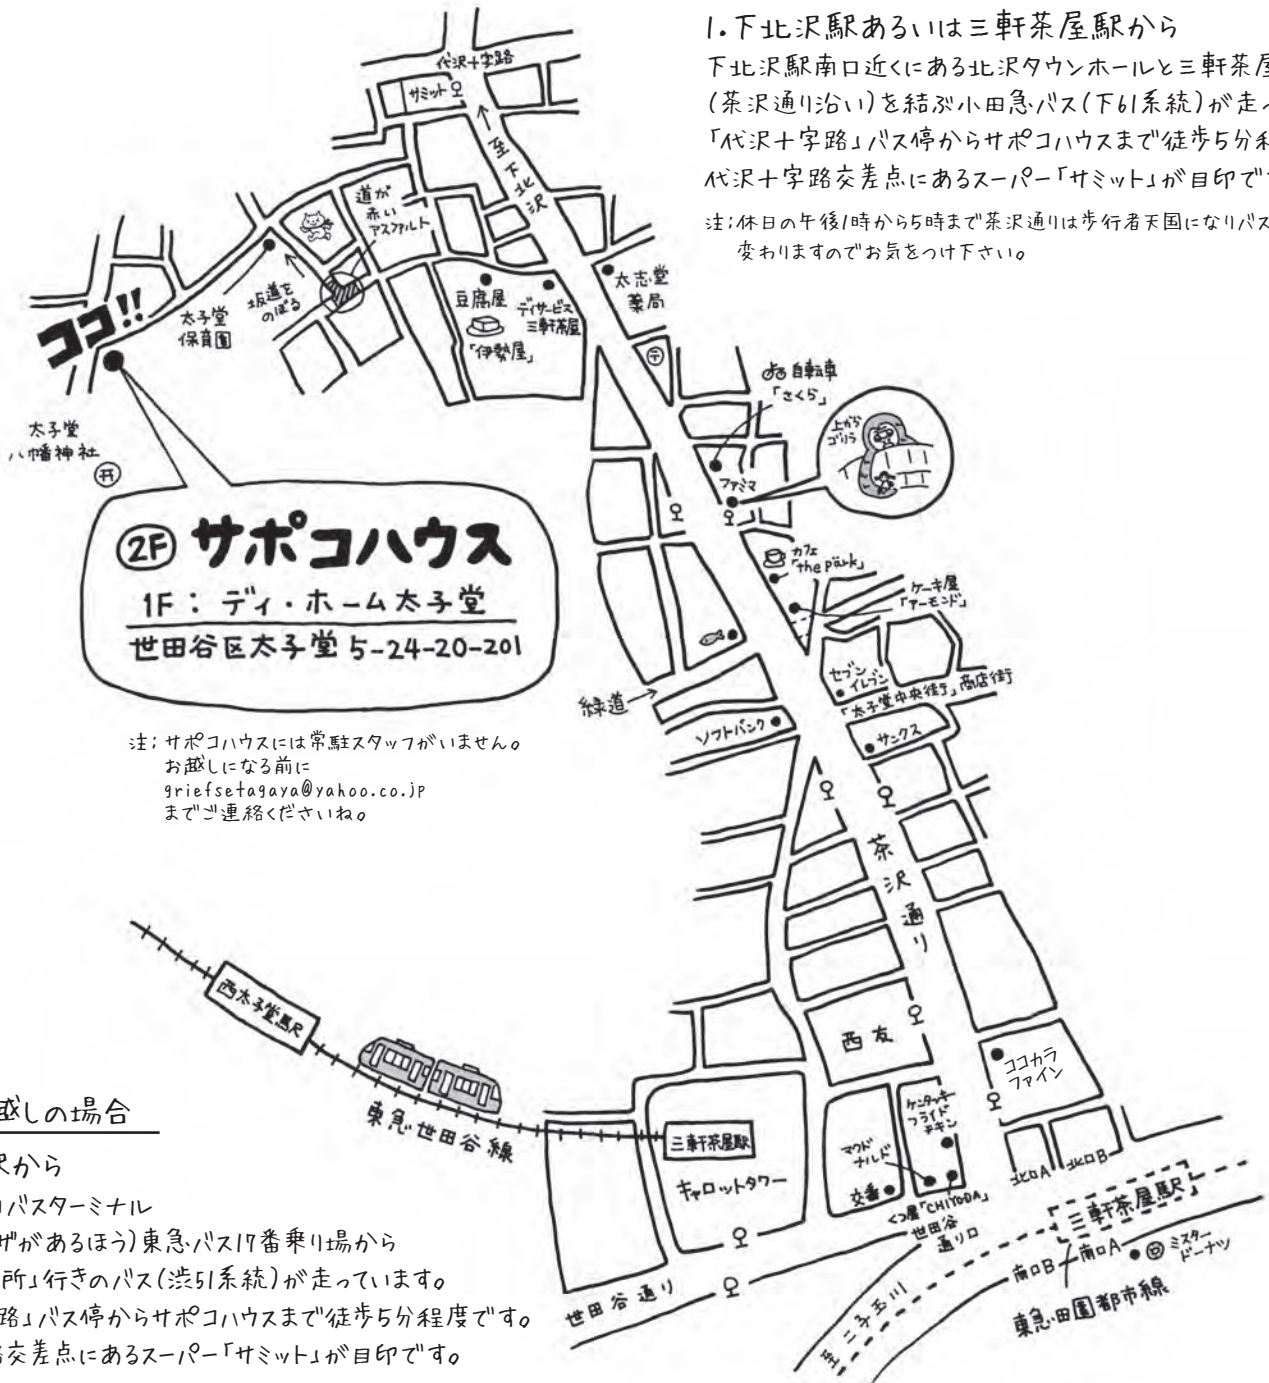 1.下北沢駅あるいは三軒茶屋駅から
下北沢駅南口近くにある北沢タウンホールと三軒茶屋
(茶沢通り沿い)を結ぶ小田急バス(下61系統)が走っ
「代沢十字路」バス停からサポコハウスまで徒歩5分程
代沢十字路交差点にあるスーパー「サミット」が目印で
注;休日の午後1時から5時まで茶沢通りは歩行者天国になりバス
変わりますのでお気をつけ下さい。
代沢十字路
サミット
至下北沢
道が
赤い
アスファルト
坂道を
のぼる
太子堂
保育園
ココ!!
豆腐屋
「伊勢屋」
デイサービス
三軒茶屋
太志堂
薬局
〒
自転車
「さくら」
上から
ゴリラ
ファミマ
太子堂
八幡神社
2F サポコハウス
1F:ディ・ホーム太子堂
世田谷区太子堂 5-24-20-201
注;サポコハウスには常駐スタッフがいません。
お越しになる前に
griefsetagaya@yahoo.co.jp
までご連絡くださいね。
カフェ
「the park」
ケーキ屋
「アーモンド」
セブン
イレブン
「太子堂中央街」商店街
緑道
ソフトバンク
サンクス
茶沢通り
西太子堂駅
東急世田谷線
西友
ココカラ
ファイン
ケンタッキー
フライド
チキン
三軒茶屋駅
キャロットタワー
マクド
ナルド
交番
くつ屋「CHIYODA」
世田谷
通り口
北口A
北口B
三軒茶屋駅
南口B
南口A
ミスター
ドーナツ
東急田園都市線
至二子玉川
世田谷通り
越しの場合
から
バスターミナル
ザがあるほう)東急バス17番乗り場から
所」行きのバス(渋51系統)が走っています。
路」バス停からサポコハウスまで徒歩5分程度です。
交差点にあるスーパー「サミット」が目印です。